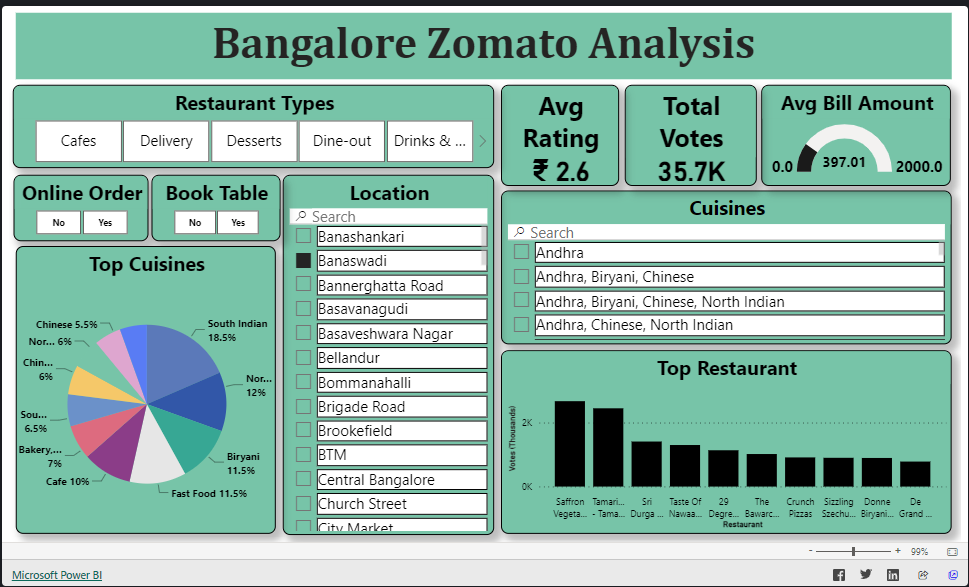 Bangalore Zomato Analysis
Restaurant Types
Cafes
Delivery
Desserts
Dine-out
Drinks & ...
Avg
Rating
₹ 2.6
Total
Votes
35.7K
Avg Bill Amount
0.0
397.01
2000.0
Online Order
No
Yes
Book Table
No
Yes
Location
Search
Banashankari
Banaswadi
Bannerghatta Road
Basavanagudi
Basaveshwara Nagar
Bellandur
Bommanahalli
Brigade Road
Brookefield
BTM
Central Bangalore
Church Street
City Market
Cuisines
Search
Andhra
Andhra, Biryani, Chinese
Andhra, Biryani, Chinese, North Indian
Andhra, Chinese, North Indian
Top Cuisines
South Indian
18.5%
Nor...
12%
Biryani
11.5%
Fast Food 11.5%
Cafe 10%
Bakery,...
7%
Sou...
6.5%
Chin...
6%
Nor... 6%
Chinese 5.5%
Top Restaurant
Votes (Thousands)
2K
0K
Saffron
Vegeta...
Tamari...
- Tama...
Sri
Durga ...
Taste Of
Nawaa...
29
Degre...
The
Bawarc...
Crunch
Pizzas
Sizzling
Szechu...
Donne
Biryani...
De
Grand ...
Restaurant
- + 99%
Microsoft Power BI